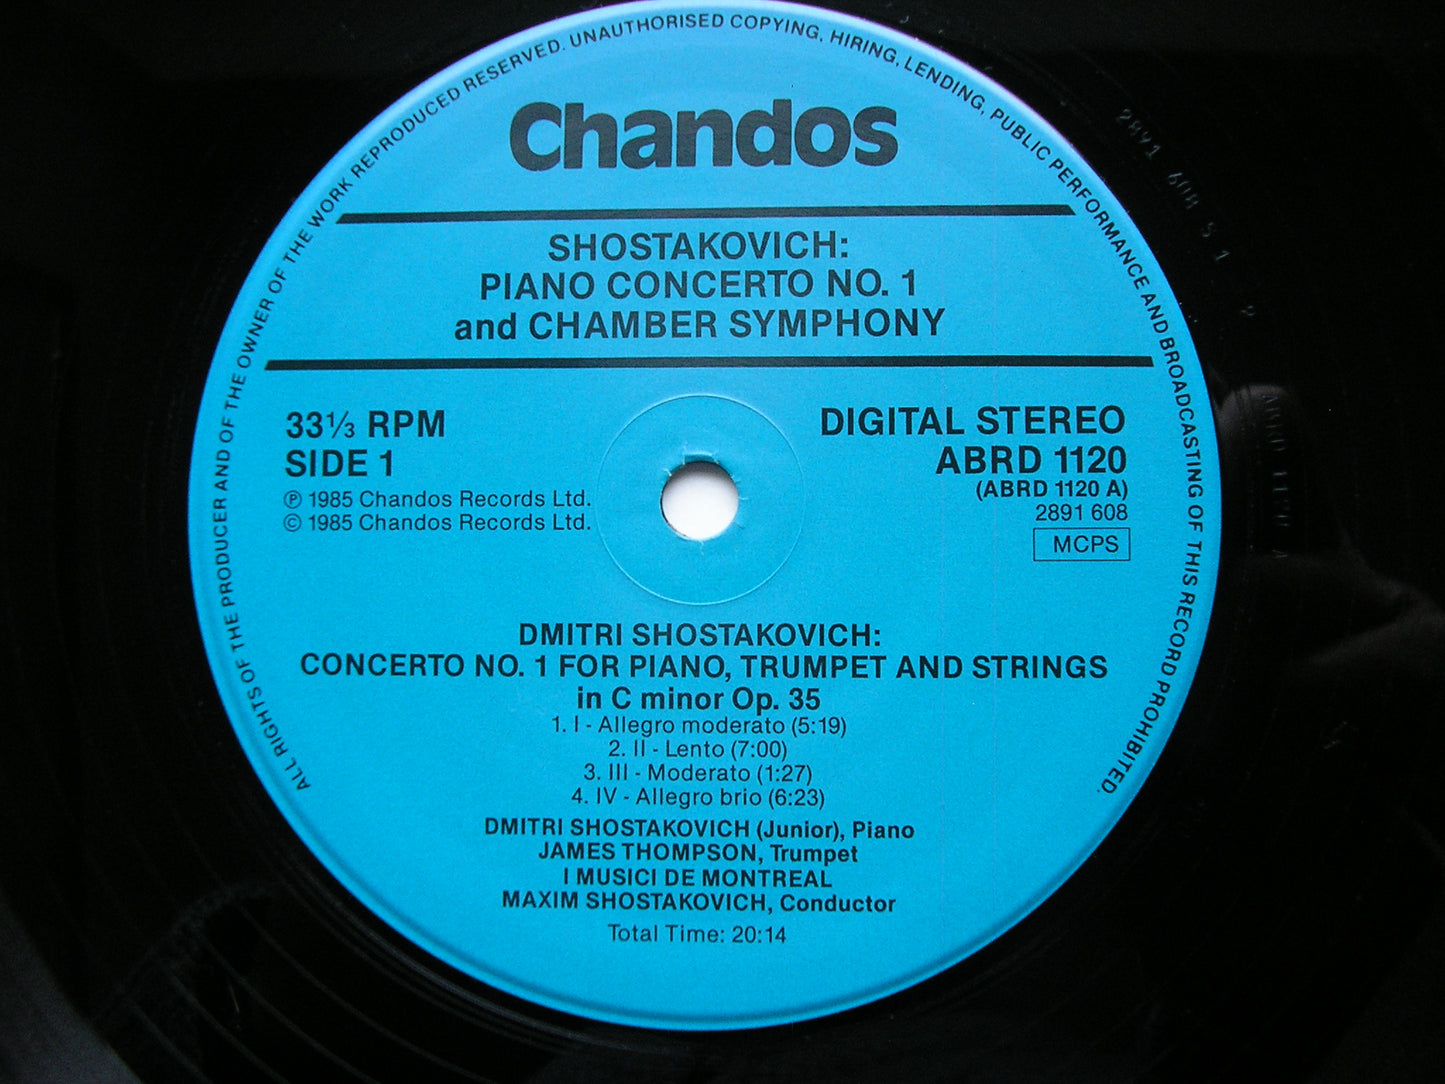 ALL RIGHTS OF THE PRODUCER AND OF THE OWNER OF THE WORK REPRODUCED RESERVED. UNAUTHORISED COPYING, HIRING, LENDING, PUBLIC PERFORMANCE AND BROADCASTING OF THIS RECORD PROHIBITED.
Chandos
SHOSTAKOVICH:
PIANO CONCERTO NO. 1
and CHAMBER SYMPHONY
33⅓ RPM
SIDE 1
℗ 1985 Chandos Records Ltd.
© 1985 Chandos Records Ltd.
DIGITAL STEREO
ABRD 1120
(ABRD 1120 A)
2891 608
MCPS
DMITRI SHOSTAKOVICH:
CONCERTO NO. 1 FOR PIANO, TRUMPET AND STRINGS
in C minor Op. 35
1. I - Allegro moderato (5:19)
2. II - Lento (7:00)
3. III - Moderato (1:27)
4. IV - Allegro brio (6:23)
DMITRI SHOSTAKOVICH (Junior), Piano
JAMES THOMPSON, Trumpet
I MUSICI DE MONTREAL
MAXIM SHOSTAKOVICH, Conductor
Total Time: 20:14
2891 608 S 1
ABRD 1120 A